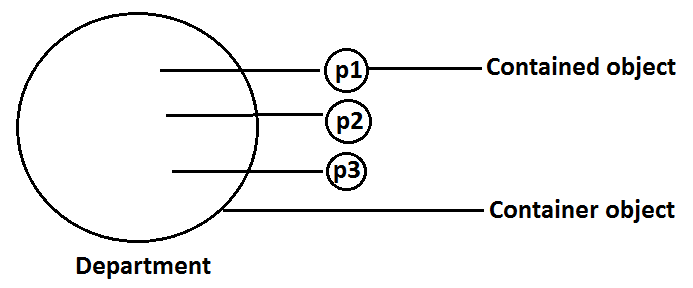 p1
Contained object
p2
p3
Container object
Department